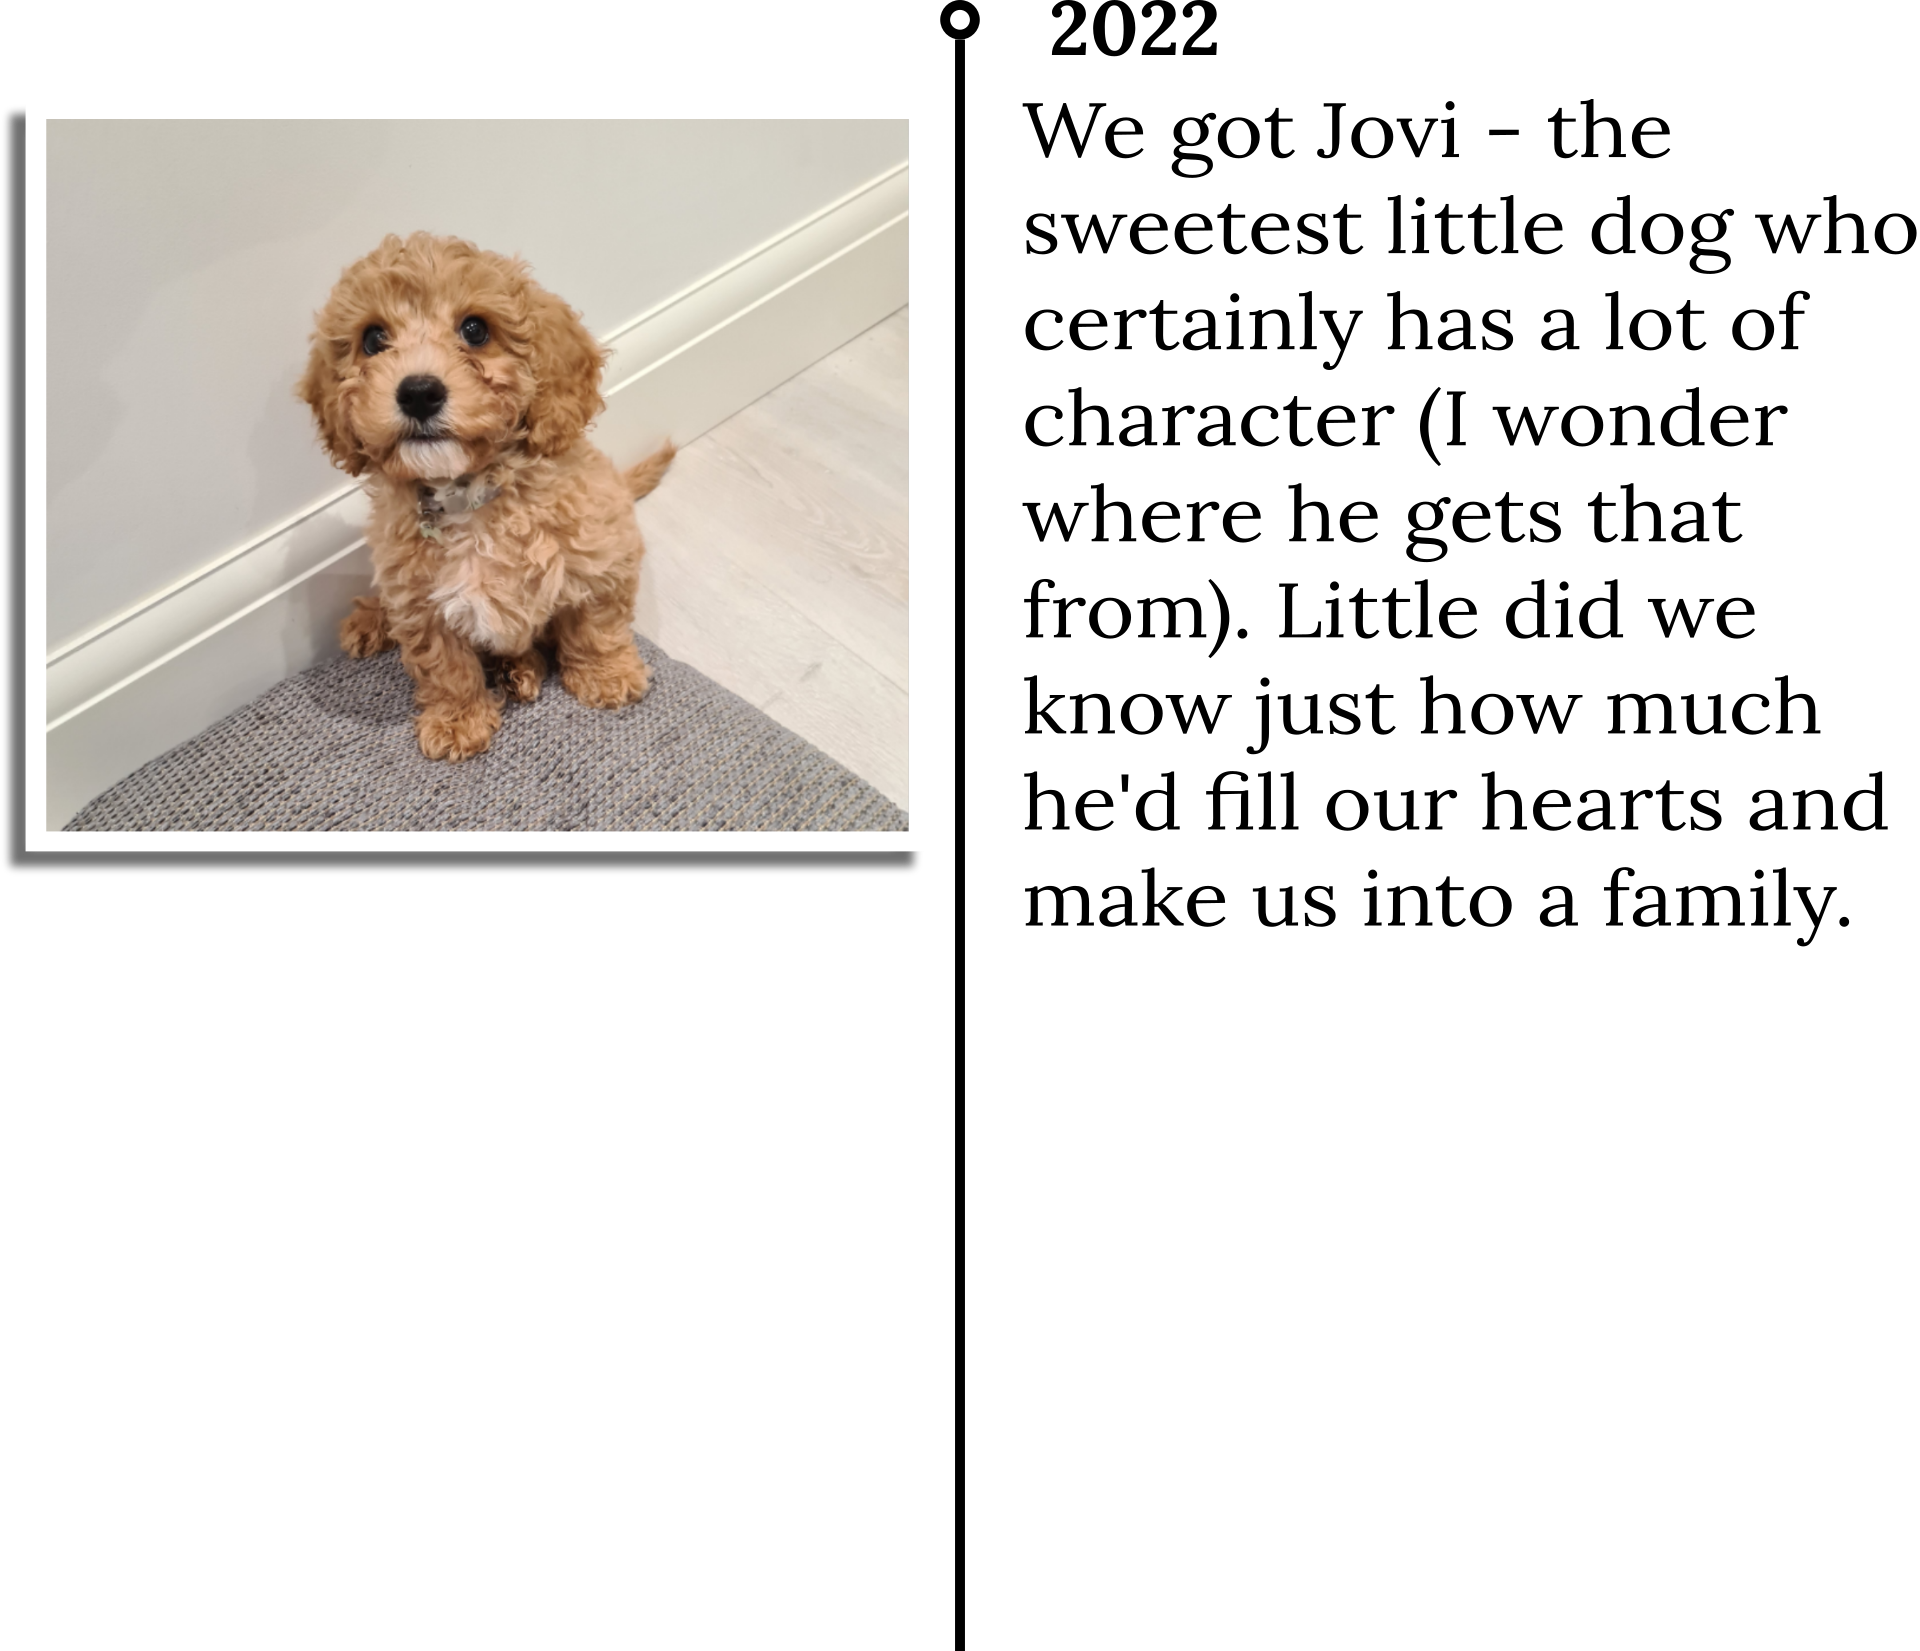 2022
We got Jovi - the
sweetest little dog who
certainly has a lot of
character (I wonder
where he gets that
from). Little did we
know just how much
he'd fill our hearts and
make us into a family.